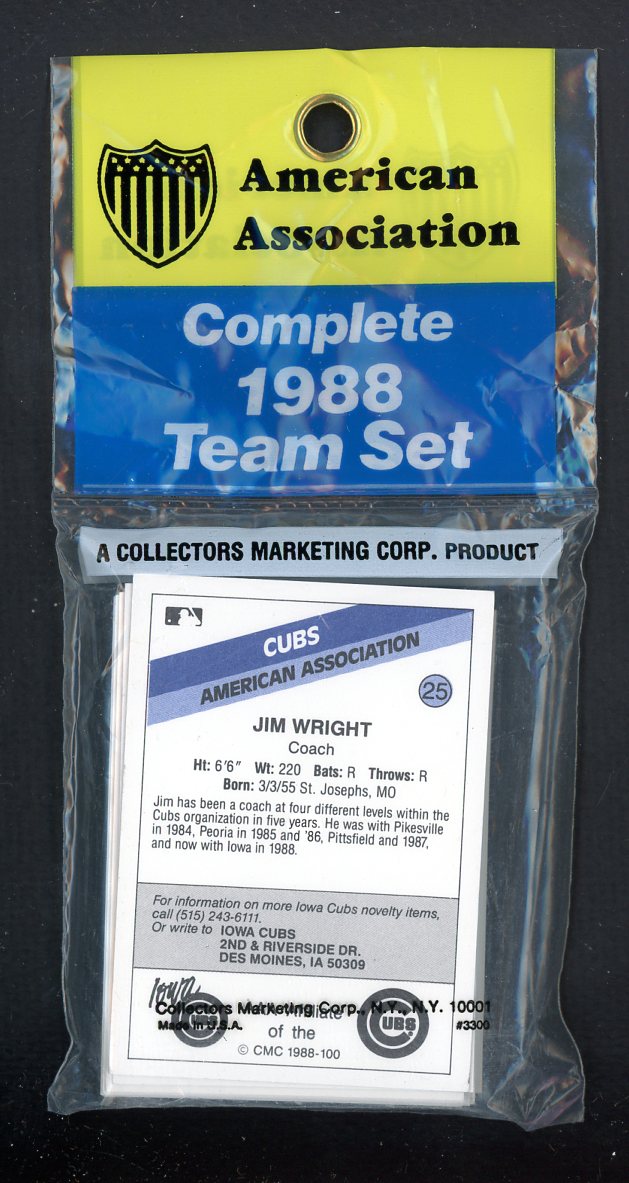 American
Association
Complete
1988
Team Set
A COLLECTORS MARKETING CORP. PRODUCT
CUBS
AMERICAN ASSOCIATION
25
JIM WRIGHT
Coach
Ht: 6'6" Wt: 220 Bats: R Throws: R
Born: 3/3/55 St. Josephs, MO
Jim has been a coach at four different levels within the
Cubs organization in five years. He was with Pikesville
in 1984, Peoria in 1985 and '86, Pittsfield and 1987,
and now with Iowa in 1988.
For information on more Iowa Cubs novelty items,
call (515) 243-6111.
Or write to IOWA CUBS
2ND & RIVERSIDE DR.
DES MOINES, IA 50309
Iowa
CUBS
Collectors Marketing Corp., N.Y., N.Y. 10001
Made in U.S.A.
#3300
Affiliate
of the
CUBS
© CMC 1988-100